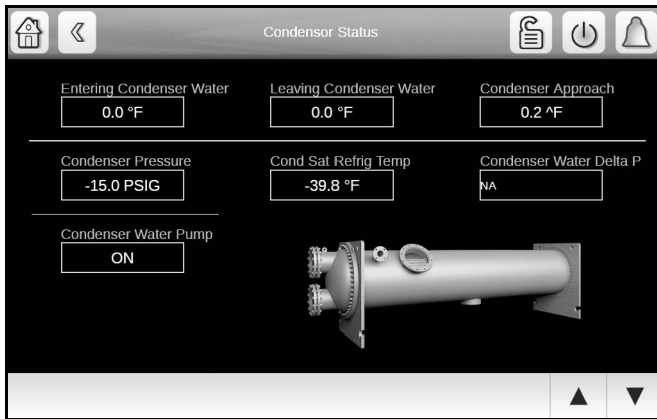 Condensor Status
Entering Condenser Water
Leaving Condenser Water
Condenser Approach
0.0 °F
0.0 °F
0.2 ^F
Condenser Pressure
Cond Sat Refrig Temp
Condenser Water Delta P
-15.0 PSIG
-39.8 °F
NA
Condenser Water Pump
ON